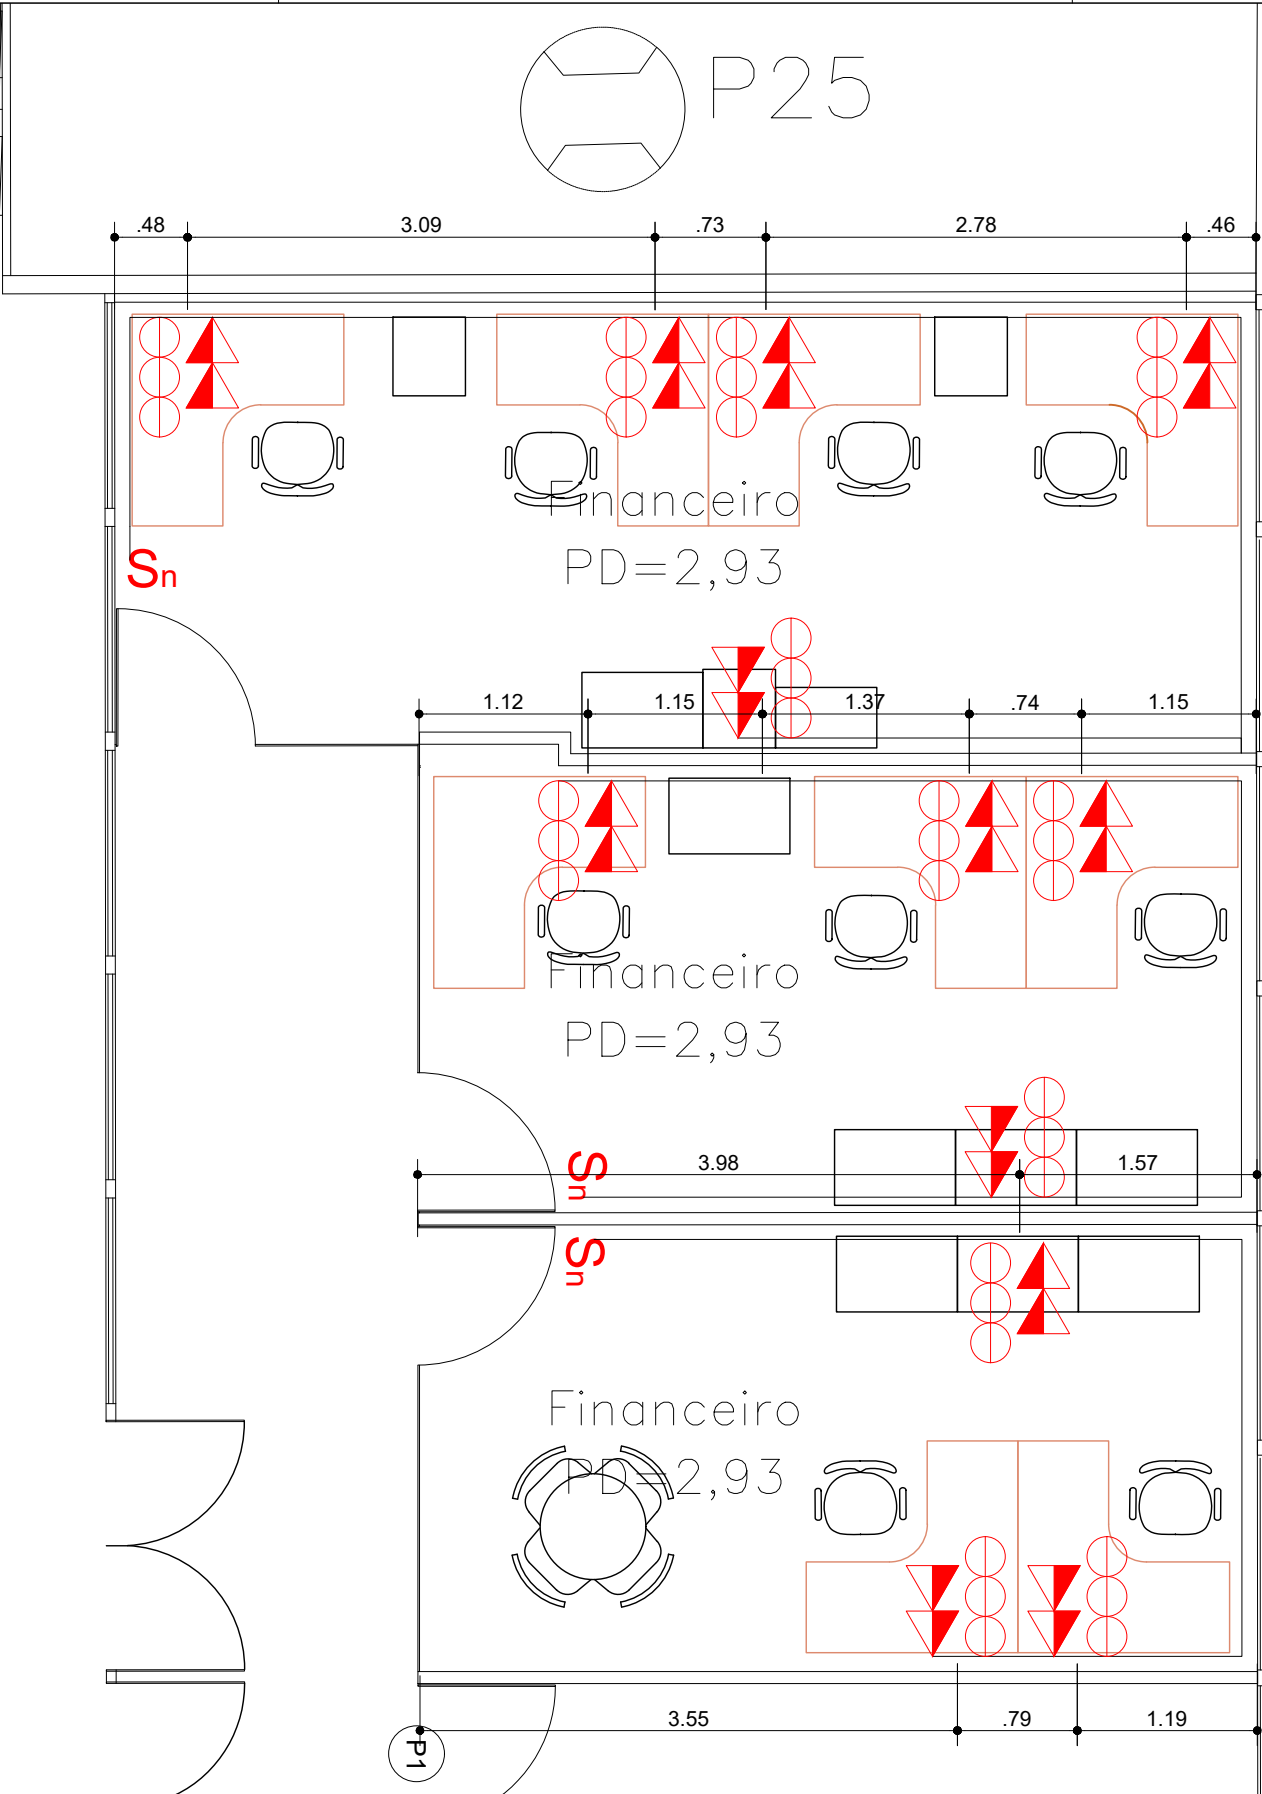 P25
.48 3.09 .73 2.78 .46
Financeiro
PD=2,93
Sn
1.12 1.15 1.37 .74 1.15
Financeiro
PD=2,93
Sn
3.98 1.57
Sn
Financeiro
PD=2,93
3.55 .79 1.19
P1